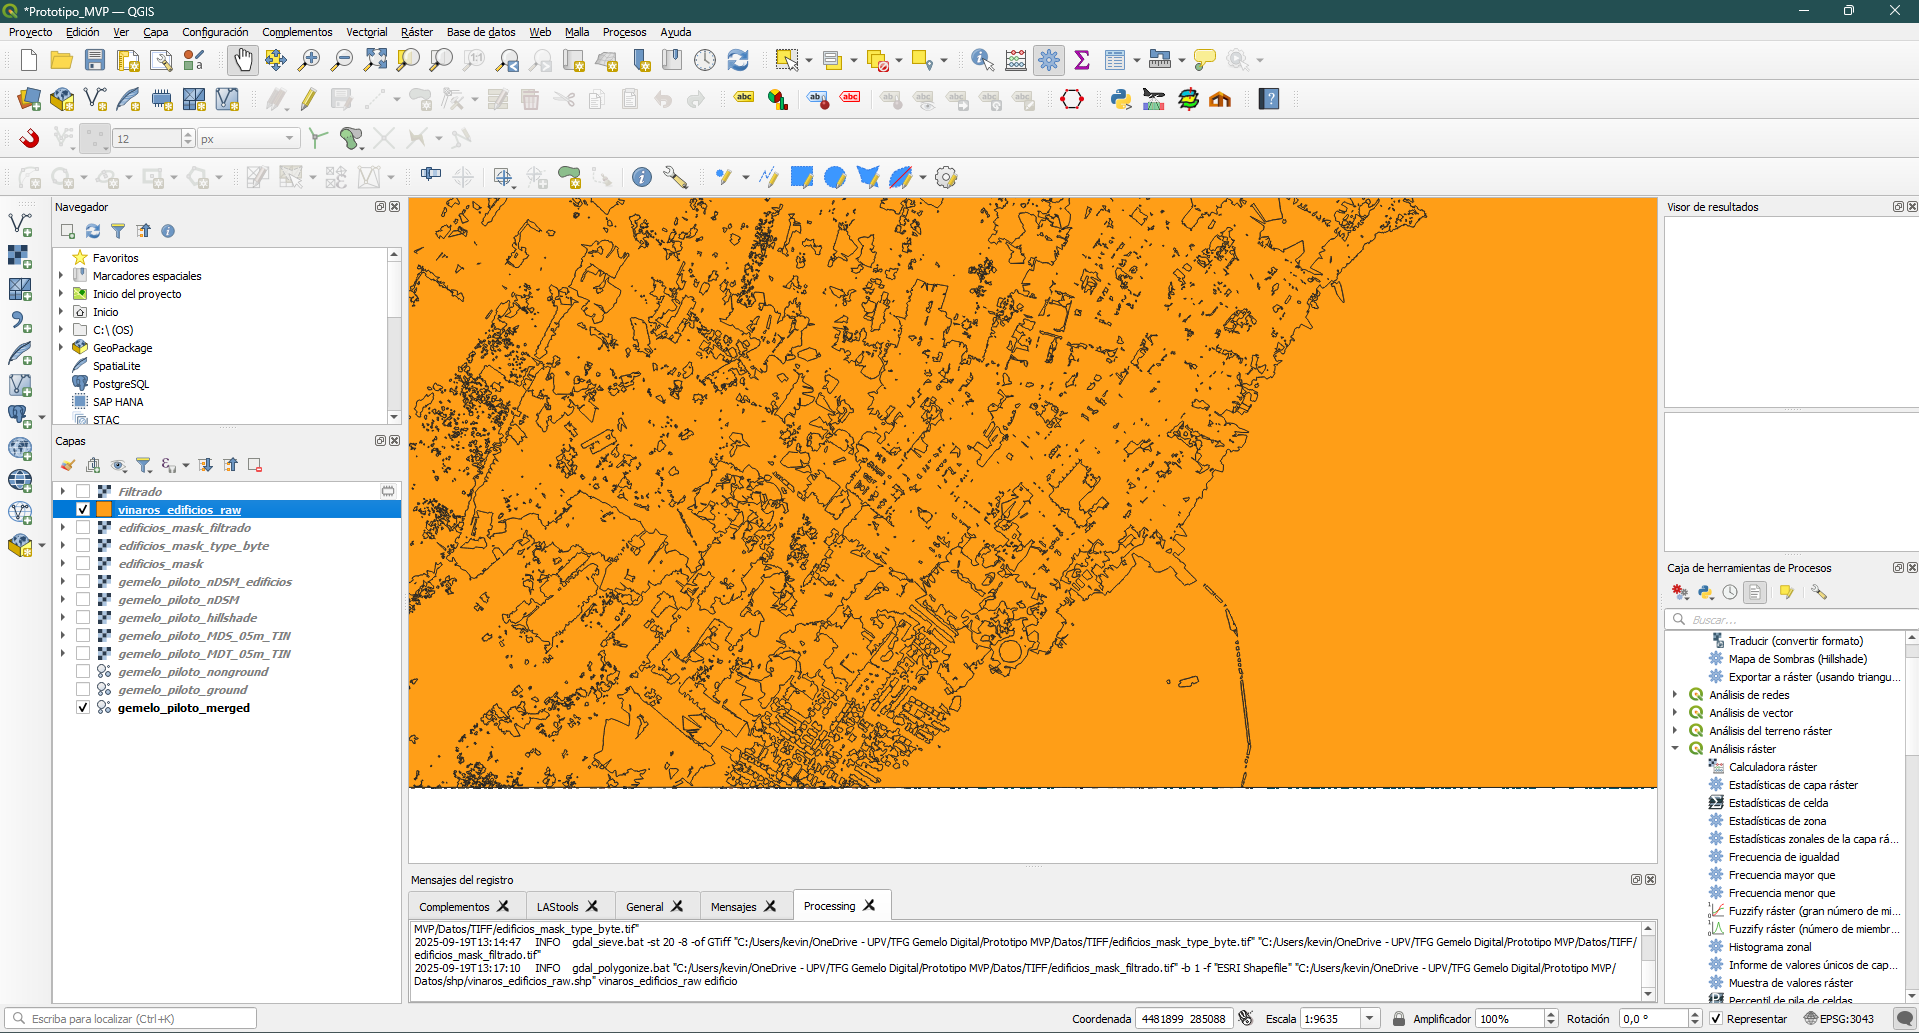 *Prototipo_MVP — QGIS
Proyecto Edición Ver Capa Configuración Complementos Vectorial Ráster Base de datos Web Malla Procesos Ayuda
12 px
Navegador
Favoritos
Marcadores espaciales
Inicio del proyecto
Inicio
C:\ (OS)
GeoPackage
SpatiaLite
PostgreSQL
SAP HANA
STAC
Capas
Filtrado
vinaros_edificios_raw
edificios_mask_filtrado
edificios_mask_type_byte
edificios_mask
gemelo_piloto_nDSM_edificios
gemelo_piloto_nDSM
gemelo_piloto_hillshade
gemelo_piloto_MDS_05m_TIN
gemelo_piloto_MDT_05m_TIN
gemelo_piloto_nonground
gemelo_piloto_ground
gemelo_piloto_merged
Mensajes del registro
Complementos LAStools General Mensajes Processing
MVP/Datos/TIFF/edificios_mask_type_byte.tif"
2025-09-19T13:14:47 INFO gdal_sieve.bat -st 20 -8 -of GTiff "C:/Users/kevin/OneDrive - UPV/TFG Gemelo Digital/Prototipo MVP/Datos/TIFF/edificios_mask_type_byte.tif" "C:/Users/kevin/OneDrive - UPV/TFG Gemelo Digital/Prototipo MVP/Datos/TIFF/
edificios_mask_filtrado.tif"
2025-09-19T13:17:10 INFO gdal_polygonize.bat "C:/Users/kevin/OneDrive - UPV/TFG Gemelo Digital/Prototipo MVP/Datos/TIFF/edificios_mask_filtrado.tif" -b 1 -f "ESRI Shapefile" "C:/Users/kevin/OneDrive - UPV/TFG Gemelo Digital/Prototipo MVP/
Datos/shp/vinaros_edificios_raw.shp" vinaros_edificios_raw edificio
Visor de resultados
Caja de herramientas de Procesos
Buscar...
Traducir (convertir formato)
Mapa de Sombras (Hillshade)
Exportar a ráster (usando triangu...
Análisis de redes
Análisis de vector
Análisis del terreno ráster
Análisis ráster
Calculadora ráster
Estadísticas de capa ráster
Estadísticas de celda
Estadísticas de zona
Estadísticas zonales de la capa rá...
Frecuencia de igualdad
Frecuencia mayor que
Frecuencia menor que
Fuzzify ráster (gran número de mi...
Fuzzify ráster (número de miembr...
Histograma zonal
Informe de valores únicos de cap...
Muestra de valores ráster
Percentil de pila de celdas
Escriba para localizar (Ctrl+K) Coordenada 4481899 285088 Escala 1:9635 Amplificador 100% Rotación 0,0 ° Representar EPSG:3043